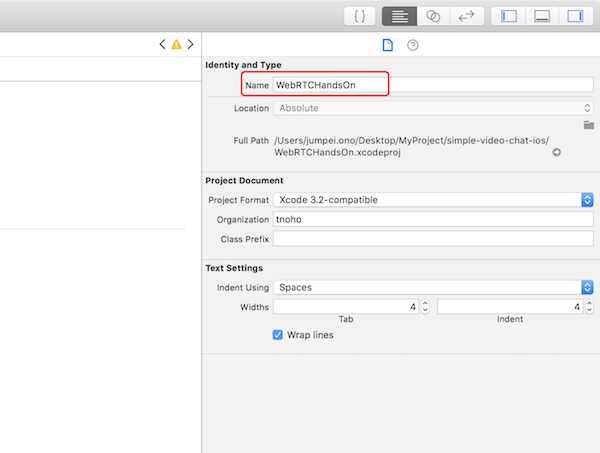 { }
Identity and Type
Name WebRTCHandsOn
Location Absolute
Full Path /Users/jumpei.ono/Desktop/MyProject/simple-video-chat-ios/
WebRTCHandsOn.xcodeproj
Project Document
Project Format Xcode 3.2-compatible
Organization tnoho
Class Prefix
Text Settings
Indent Using Spaces
Widths 4 4
Tab Indent
Wrap lines